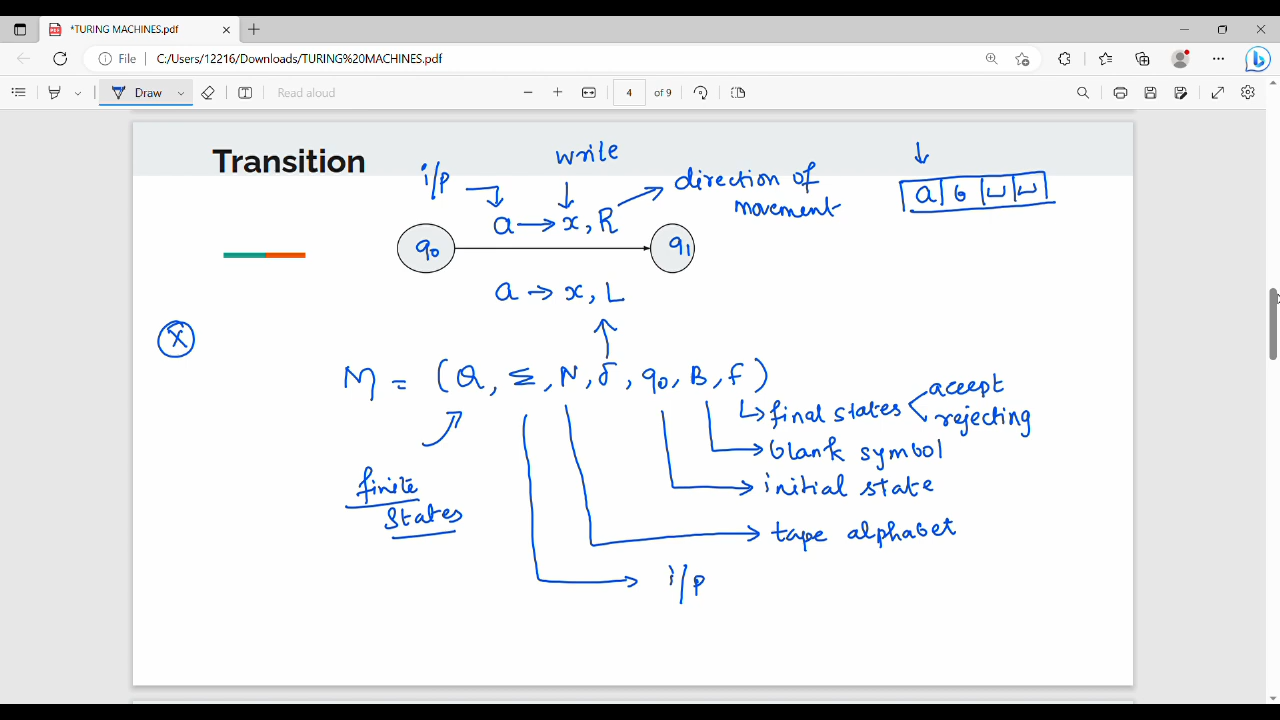 *TURING MACHINES.pdf
File C:/Users/12216/Downloads/TURING%20MACHINES.pdf
Draw Read aloud 4 of 9
Transition
i/p
write
direction of
movement
a → x, R
a b ⊔ ⊔
q0 q1
a → x, L
X
M = (Q, Σ, N, δ, q0, B, f)
final states
accept
rejecting
blank symbol
initial state
finite
states
tape alphabet
i/p